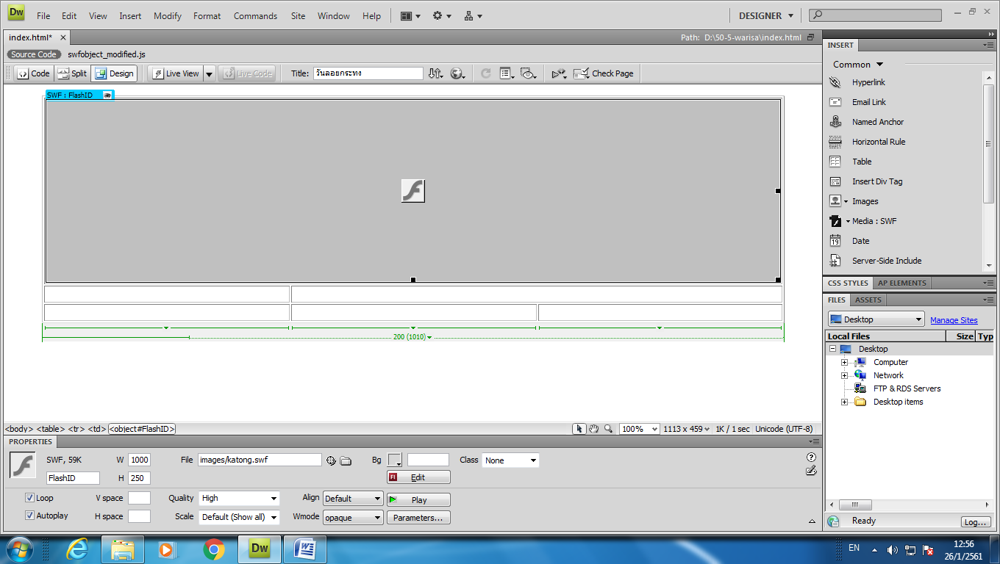 Dw File Edit View Insert Modify Format Commands Site Window Help DESIGNER
index.html* Path: D:\50-5-warisa\index.html
Source Code swfobject_modified.js
Code Split Design Live View Live Code Title: วันลอยกระทง Check Page
SWF : FlashID
200 (1010)
<body> <table> <tr> <td> <object#FlashID> 100% 1113 x 459 1K / 1 sec Unicode (UTF-8)
PROPERTIES
SWF, 59K W 1000 File images/katong.swf Bg Class None
FlashID H 250 Edit
Loop V space Quality High Align Default Play
Autoplay H space Scale Default (Show all) Wmode opaque Parameters...
INSERT
Common
Hyperlink
Email Link
Named Anchor
Horizontal Rule
Table
Insert Div Tag
Images
Media : SWF
19 Date
Server-Side Include
CSS STYLES AP ELEMENTS
FILES ASSETS
Desktop Manage Sites
Local Files Size Typ
Desktop
Computer
Network
FTP & RDS Servers
Desktop items
Ready Log...
Dw W EN 12:56
26/1/2561